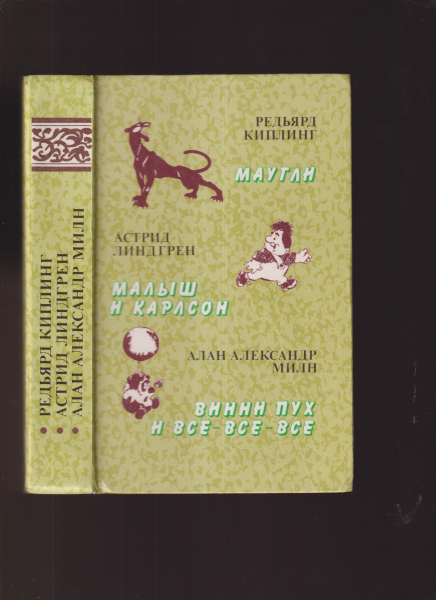 РЕДЬЯРД КИПЛИНГ
АСТРИД ЛИНДГРЕН
АЛАН АЛЕКСАНДР МИЛН
РЕДЬЯРД
КИПЛИНГ
МАУГЛИ
АСТРИД
ЛИНДГРЕН
МАЛЫШ
И КАРЛСОН
АЛАН АЛЕКСАНДР
МИЛН
ВИННИ ПУХ
И ВСЕ-ВСЕ-ВСЕ